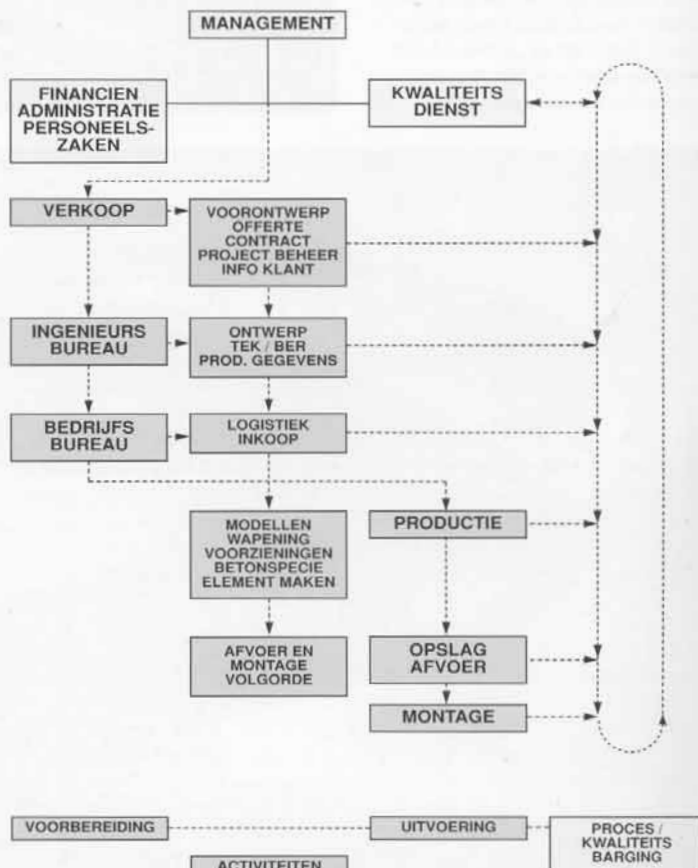 MANAGEMENT
FINANCIEN
ADMINISTRATIE
PERSONEELS-
ZAKEN
KWALITEITS
DIENST
VERKOOP
VOORONTWERP
OFFERTE
CONTRACT
PROJECT BEHEER
INFO KLANT
INGENIEURS
BUREAU
ONTWERP
TEK / BER
PROD. GEGEVENS
BEDRIJFS
BUREAU
LOGISTIEK
INKOOP
MODELLEN
WAPENING
VOORZIENINGEN
BETONSPECIE
ELEMENT MAKEN
PRODUCTIE
AFVOER EN
MONTAGE
VOLGORDE
OPSLAG
AFVOER
MONTAGE
VOORBEREIDING
UITVOERING
PROCES /
KWALITEITS
BARGING
ACTIVITEITEN